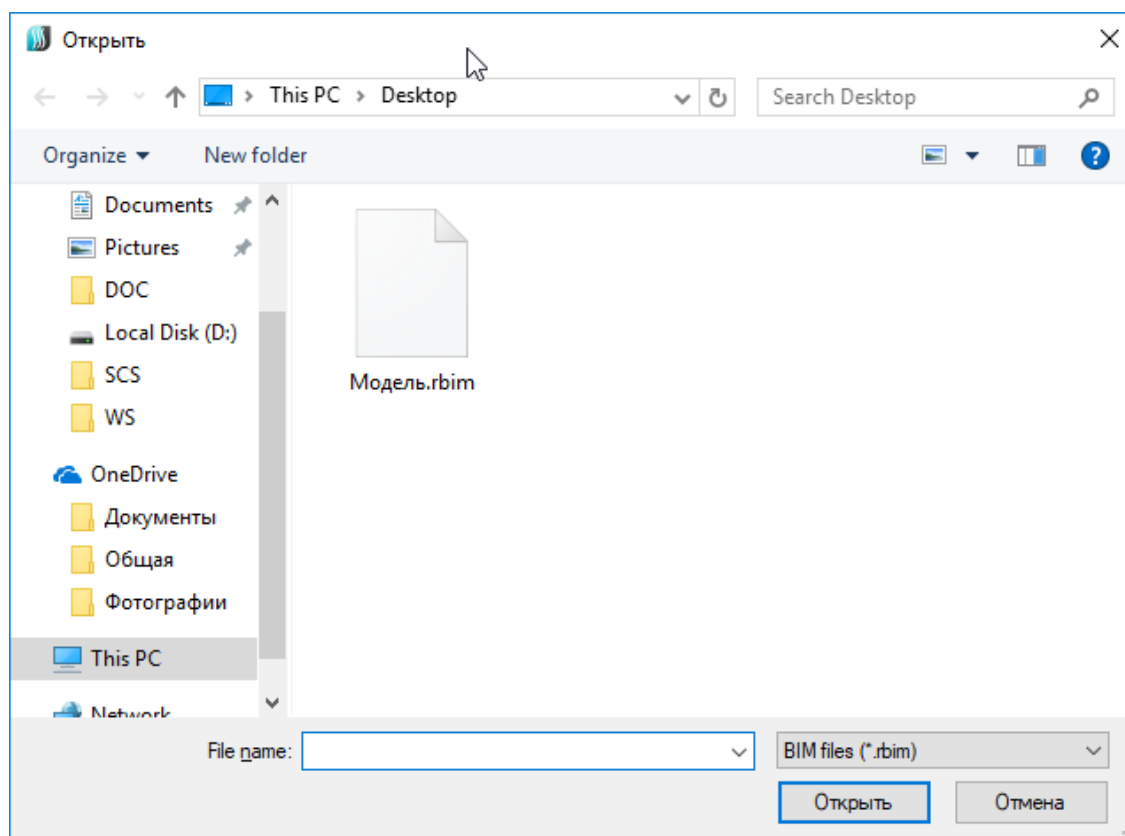 Открыть
This PC > Desktop
Search Desktop
Organize
New folder
Documents
Pictures
DOC
Local Disk (D:)
SCS
WS
OneDrive
Документы
Общая
Фотографии
This PC
Network
Модель.rbim
File name:
BIM files (*.rbim)
Открыть
Отмена